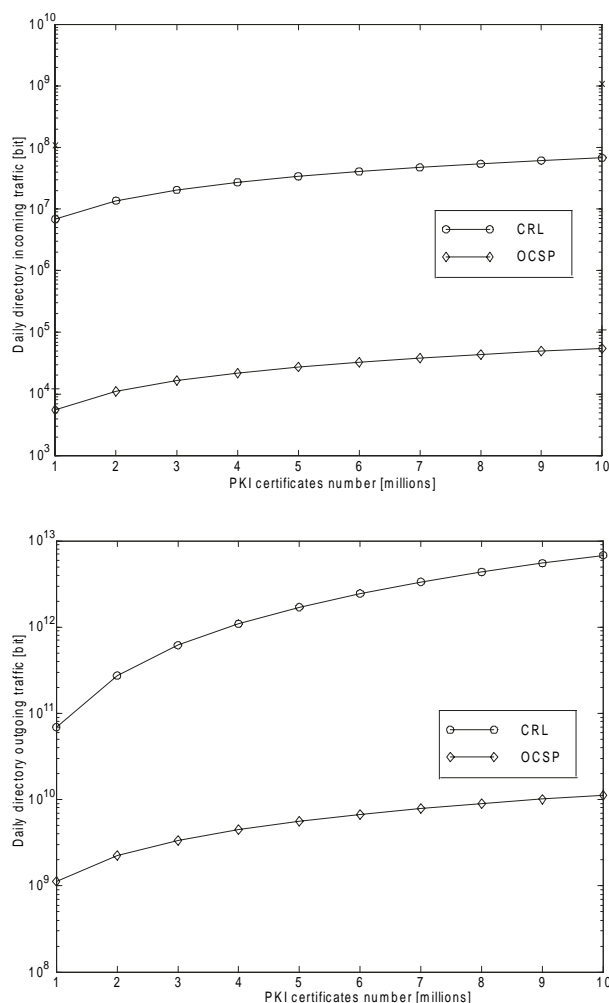 10^10
10^9
10^8
10^7
10^6
10^5
10^4
10^3
Daily directory incoming traffic [bit]
CRL
OCSP
1 2 3 4 5 6 7 8 9 10
PKI certificates number [millions]
10^13
10^12
10^11
10^10
10^9
10^8
Daily directory outgoing traffic [bit]
CRL
OCSP
1 2 3 4 5 6 7 8 9 10
PKI certificates number [millions]